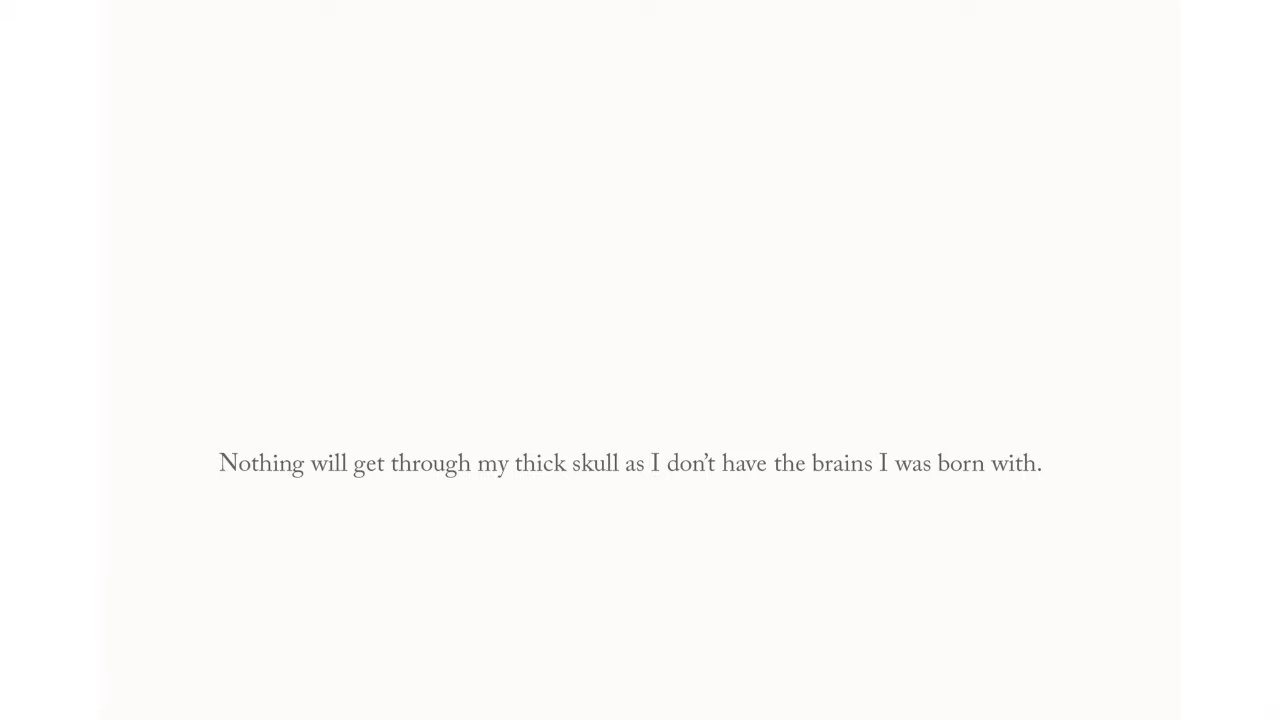 Nothing will get through my thick skull as I don’t have the brains I was born with.